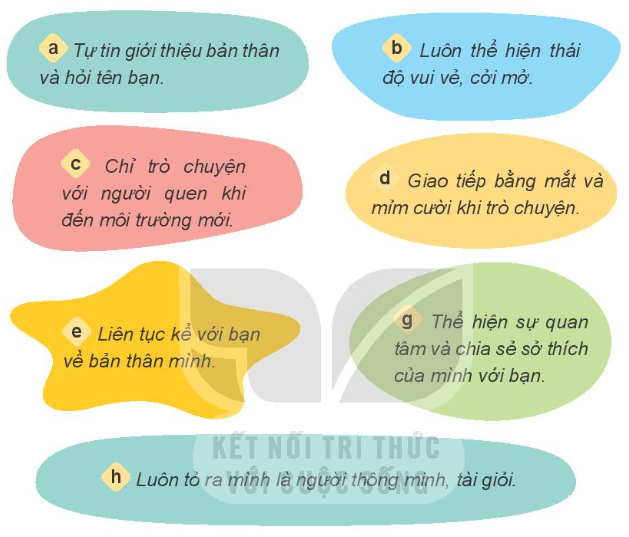 a Tự tin giới thiệu bản thân
và hỏi tên bạn.
b Luôn thể hiện thái
độ vui vẻ, cởi mở.
c Chỉ trò chuyện
với người quen khi
đến môi trường mới.
d Giao tiếp bằng mắt và
mỉm cười khi trò chuyện.
e Liên tục kể với bạn
về bản thân mình.
g Thể hiện sự quan
tâm và chia sẻ sở thích
của mình với bạn.
KẾT NỐI TRI THỨC
VỚI CUỘC SỐNG
h Luôn tỏ ra mình là người thông minh, tài giỏi.